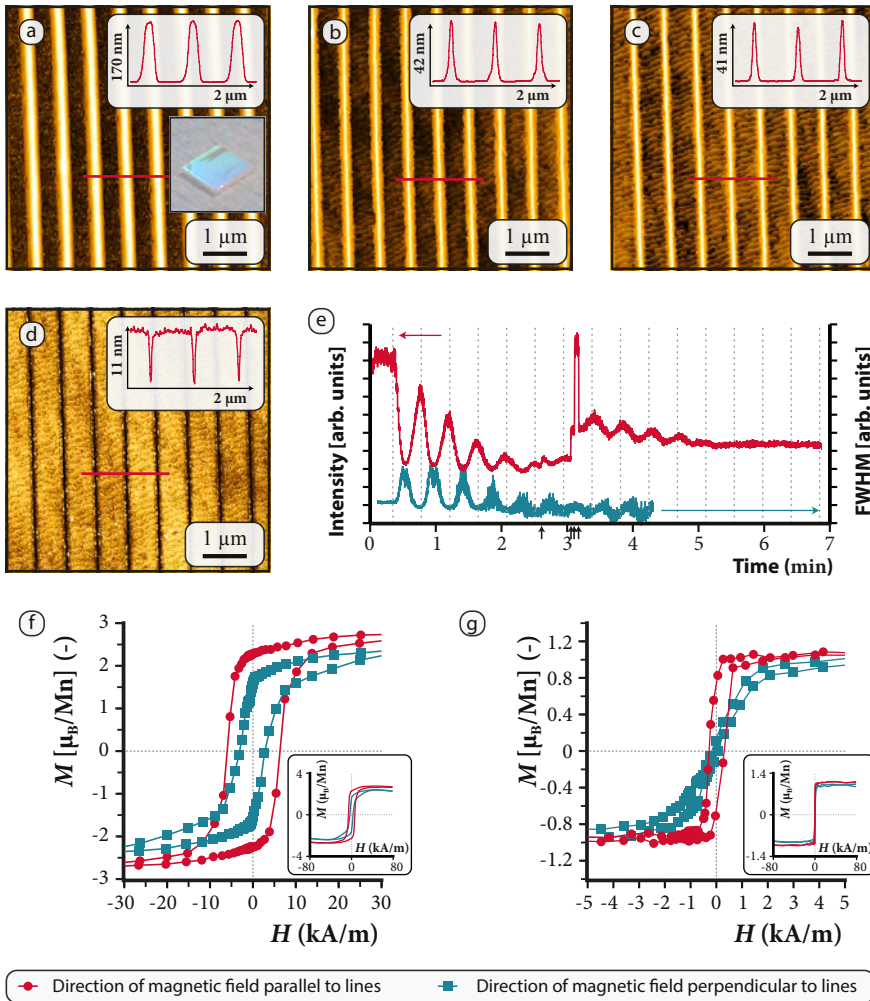 a
170 nm
2 µm
1 µm
b
42 nm
2 µm
1 µm
c
41 nm
2 µm
1 µm
d
11 nm
2 µm
1 µm
e
Intensity [arb. units]
FWHM [arb. units]
0 1 2 3 4 5 6 7
Time (min)
f
M [µB/Mn] (-)
3
2
1
0
-1
-2
-3
-30 -20 -10 0 10 20 30
H (kA/m)
M (µB/Mn)
4
0
-4
-80 0 80
H (kA/m)
g
M [µB/Mn] (-)
1.2
0.8
0.4
0
-0.4
-0.8
-1.2
-5 -4 -3 -2 -1 0 1 2 3 4 5
H (kA/m)
M (µB/Mn)
1.4
0
-1.4
-80 0 80
H (kA/m)
Direction of magnetic field parallel to lines
Direction of magnetic field perpendicular to lines